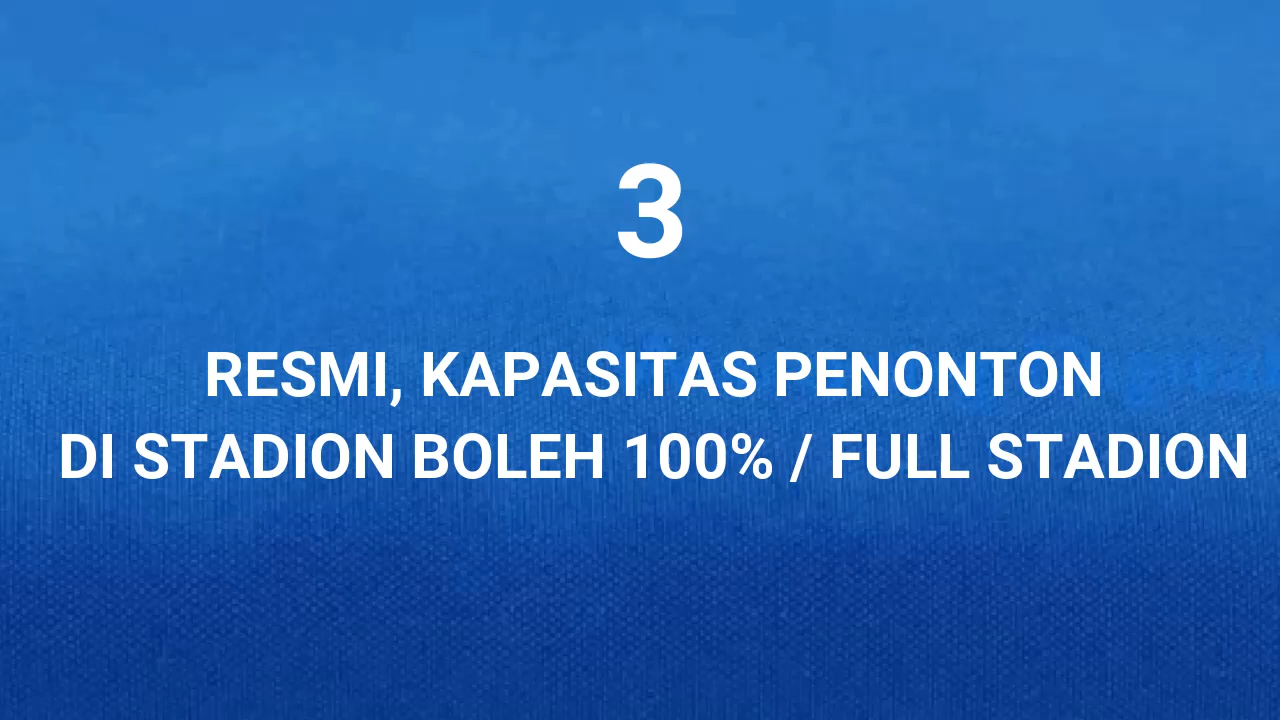 3
RESMI, KAPASITAS PENONTON
DI STADION BOLEH 100% / FULL STADION